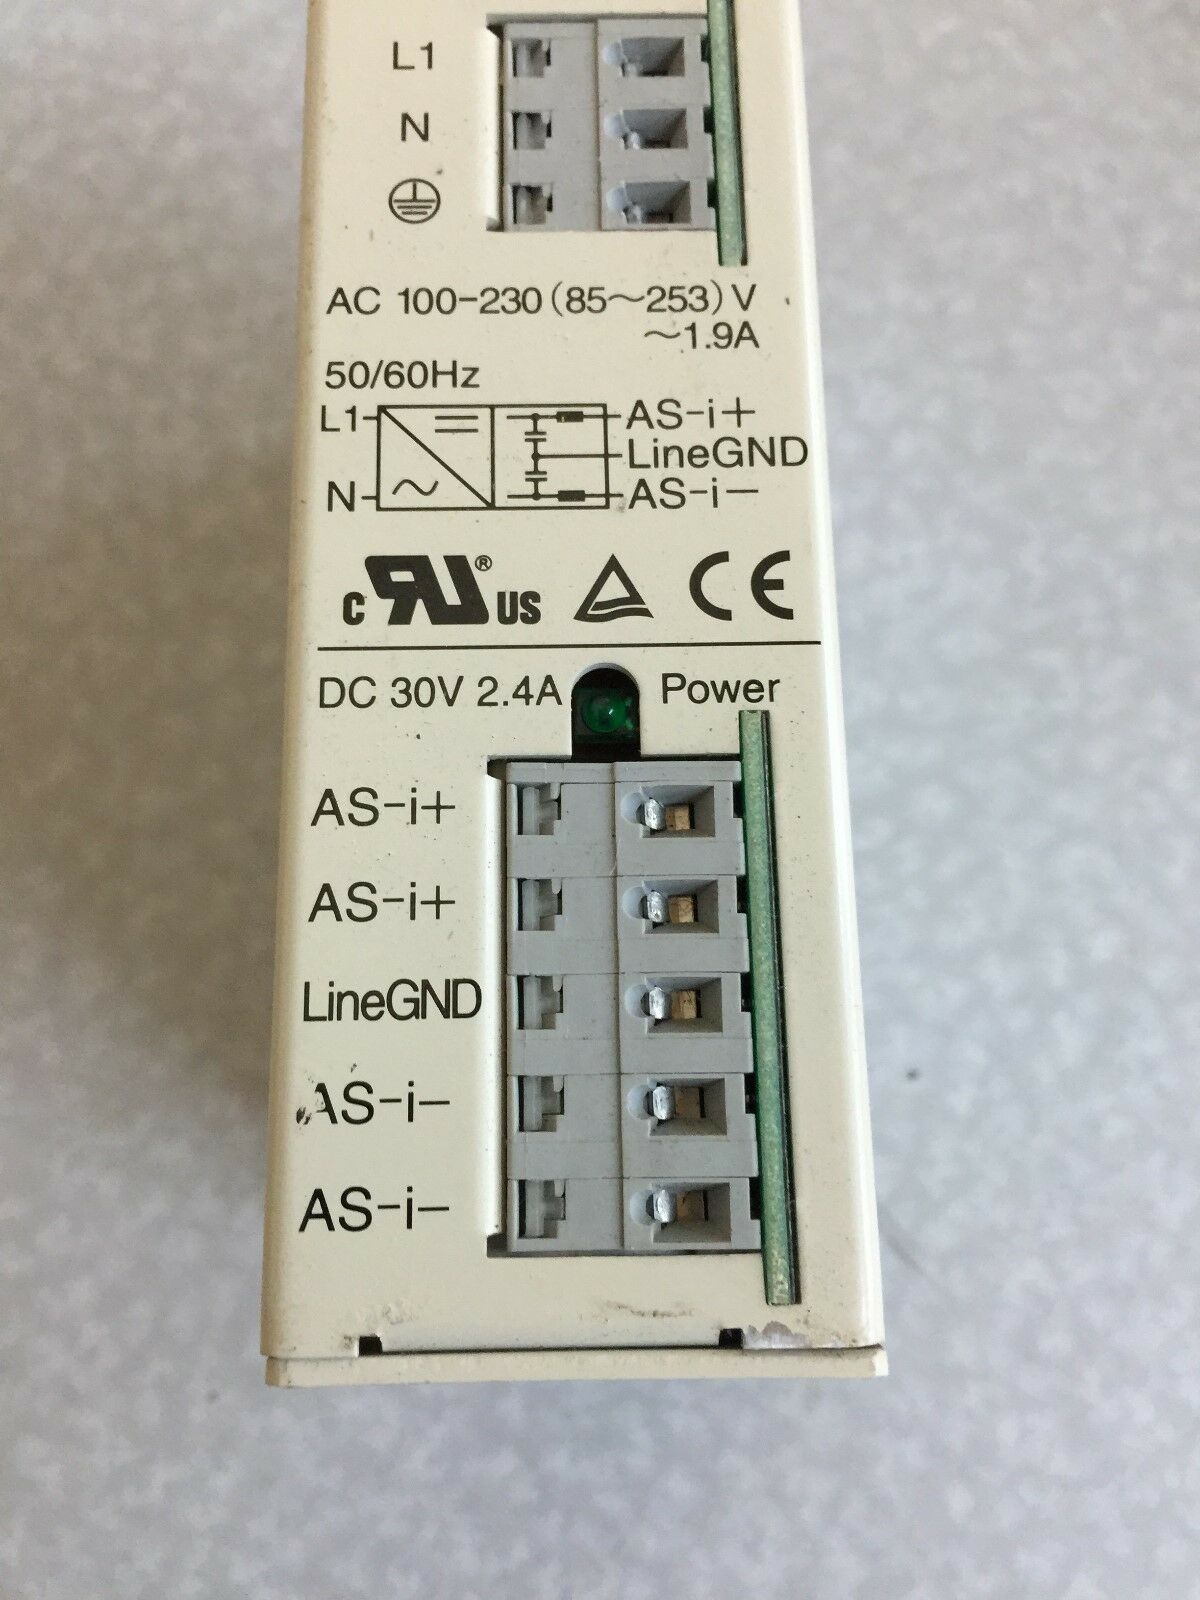 L1
N
AC 100-230(85~253)V
~1.9A
50/60Hz
L1
AS-i+
LineGND
N
AS-i-
c RU® US CE
DC 30V 2.4A Power
AS-i+
AS-i+
LineGND
AS-i-
AS-i-